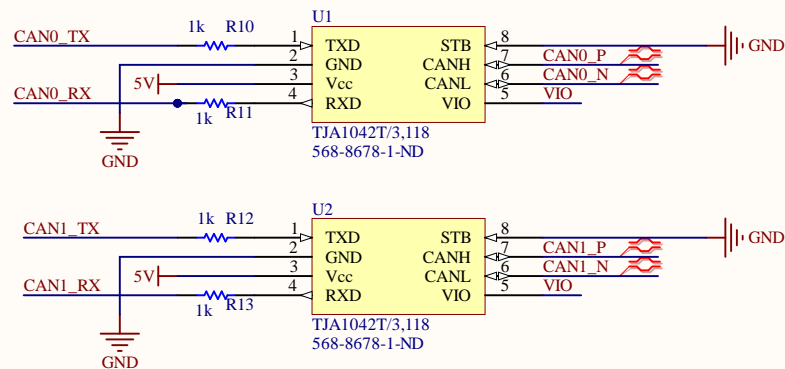 U1
1k R10
CAN0_TX 1 TXD STB 8 GND
2 GND CANH 7 CAN0_P
5V 3 Vcc CANL 6 CAN0_N
CAN0_RX 4 RXD VIO 5 VIO
1k R11
TJA1042T/3,118
568-8678-1-ND
GND
U2
1k R12
CAN1_TX 1 TXD STB 8 GND
2 GND CANH 7 CAN1_P
5V 3 Vcc CANL 6 CAN1_N
CAN1_RX 4 RXD VIO 5 VIO
1k R13
TJA1042T/3,118
568-8678-1-ND
GND